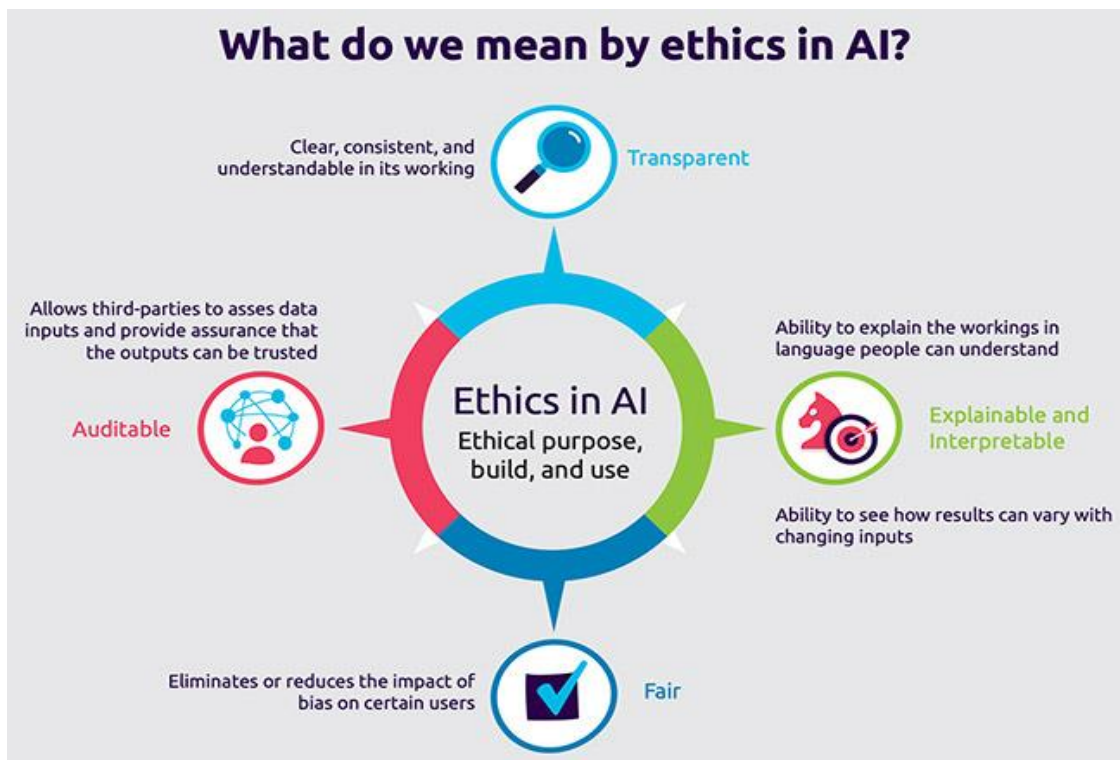 What do we mean by ethics in AI?
Clear, consistent, and
understandable in its working
Transparent
Allows third-parties to asses data
inputs and provide assurance that
the outputs can be trusted
Auditable
Ethics in AI
Ethical purpose,
build, and use
Ability to explain the workings in
language people can understand
Explainable and
Interpretable
Ability to see how results can vary with
changing inputs
Eliminates or reduces the impact of
bias on certain users
Fair